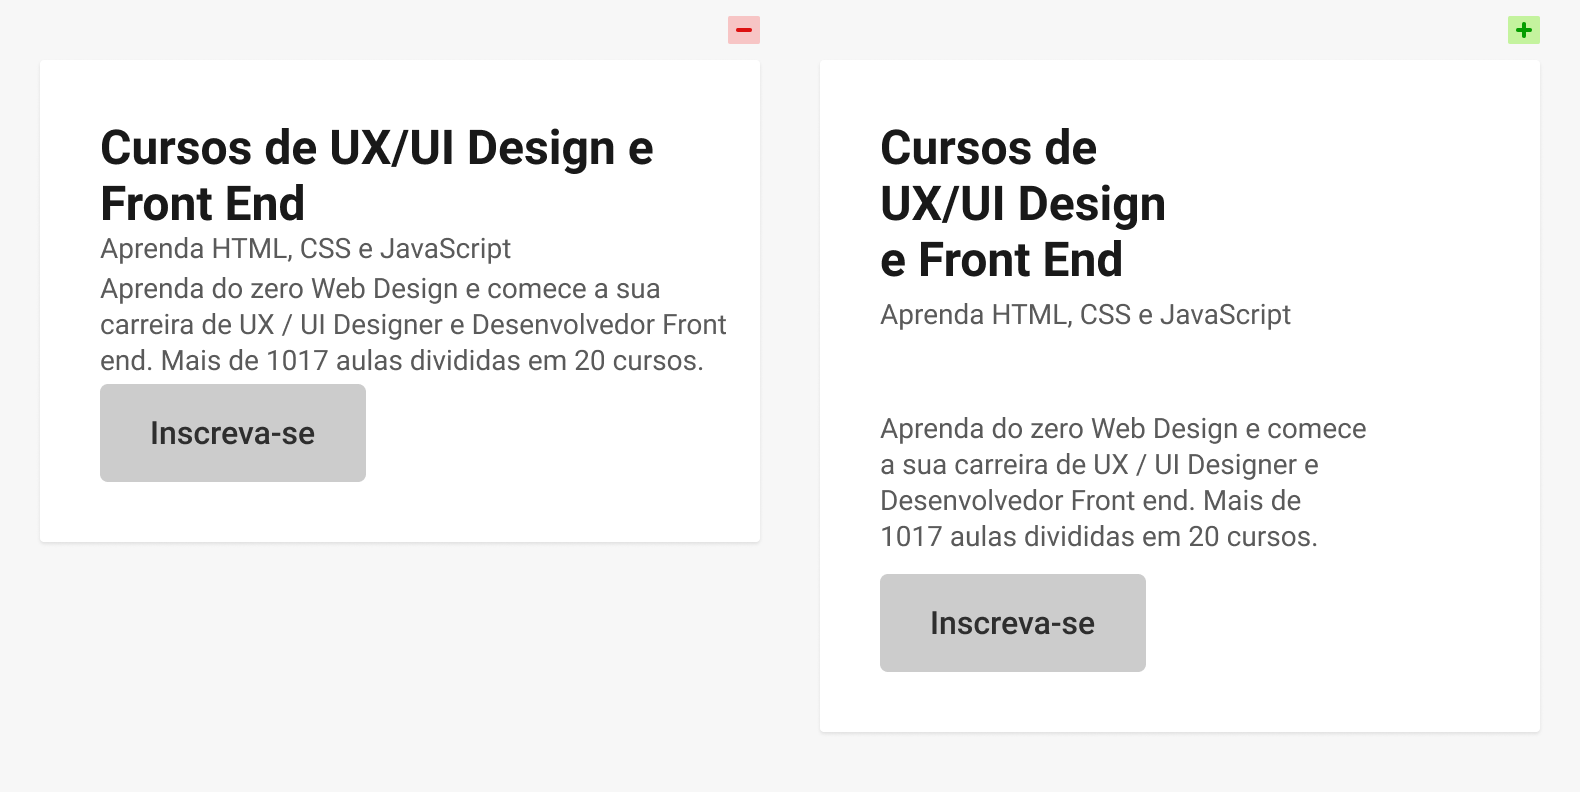 Cursos de UX/UI Design e
Front End
Aprenda HTML, CSS e JavaScript
Aprenda do zero Web Design e comece a sua
carreira de UX / UI Designer e Desenvolvedor Front
end. Mais de 1017 aulas divididas em 20 cursos.
Inscreva-se
Cursos de
UX/UI Design
e Front End
Aprenda HTML, CSS e JavaScript
Aprenda do zero Web Design e comece
a sua carreira de UX / UI Designer e
Desenvolvedor Front end. Mais de
1017 aulas divididas em 20 cursos.
Inscreva-se